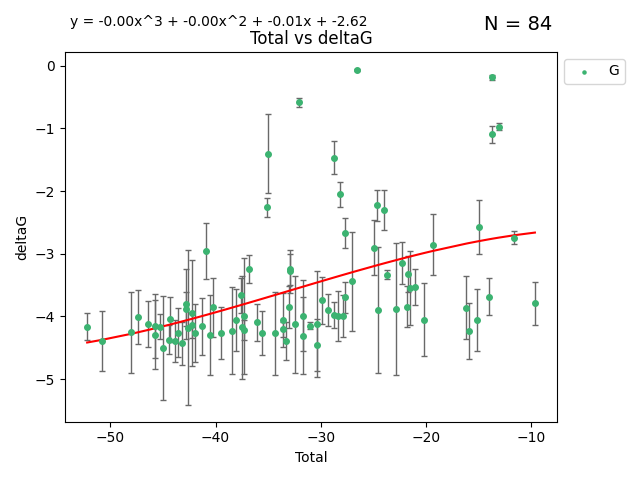 y = -0.00x^3 + -0.00x^2 + -0.01x + -2.62
N = 84
Total vs deltaG
G
deltaG
0
−1
−2
−3
−4
−5
−50
−40
−30
−20
−10
Total